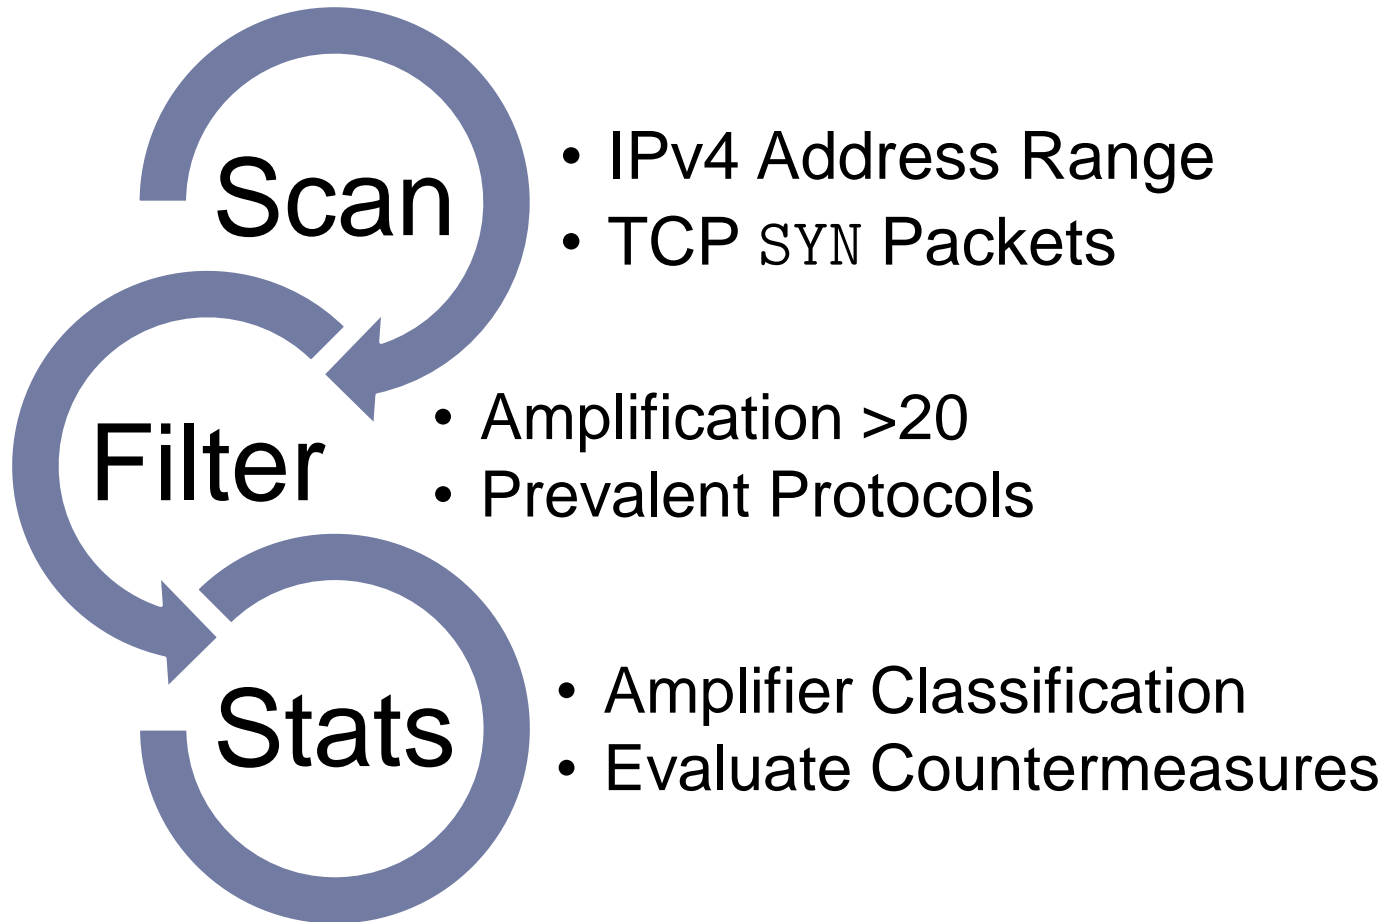 Scan
• IPv4 Address Range
• TCP SYN Packets
Filter
• Amplification >20
• Prevalent Protocols
Stats
• Amplifier Classification
• Evaluate Countermeasures